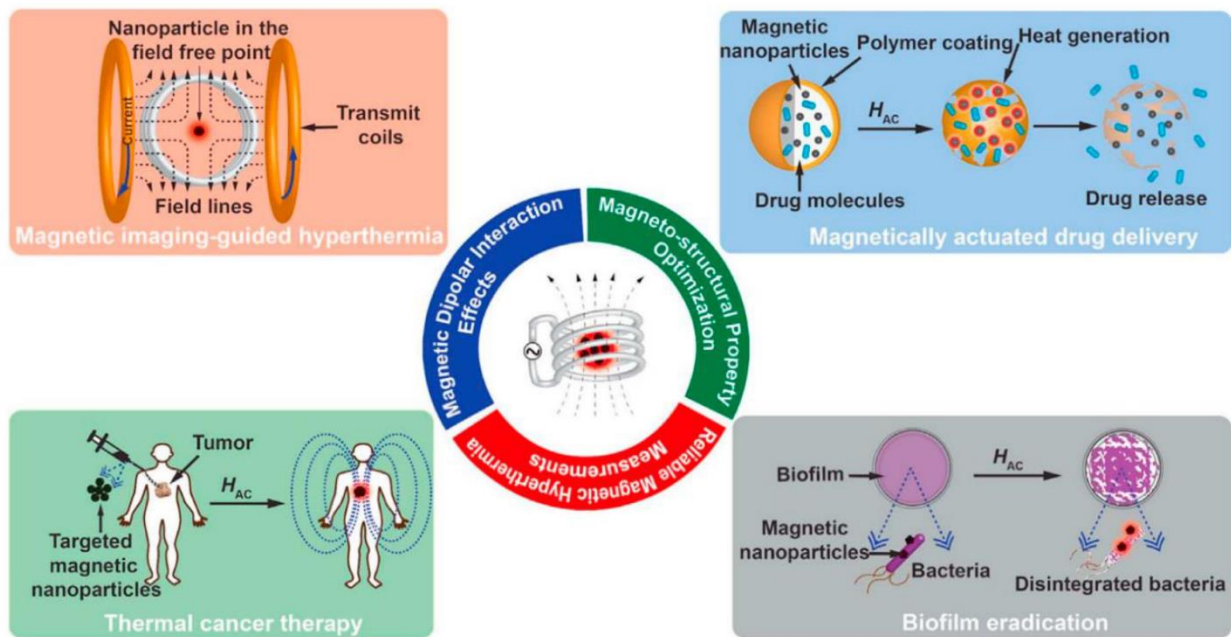 Nanoparticle in the
field free point
Current
Transmit
coils
Field lines
Magnetic imaging-guided hyperthermia
Magnetic
nanoparticles
Polymer coating
Heat generation
H_AC
Drug molecules
Drug release
Magnetically actuated drug delivery
Magnetic Dipolar Interaction
Effects
Magneto-structural Property
Optimization
Reliable Magnetic Hyperthermia
Measurements
Tumor
H_AC
Targeted
magnetic
nanoparticles
Thermal cancer therapy
Biofilm
H_AC
Magnetic
nanoparticles
Bacteria
Disintegrated bacteria
Biofilm eradication